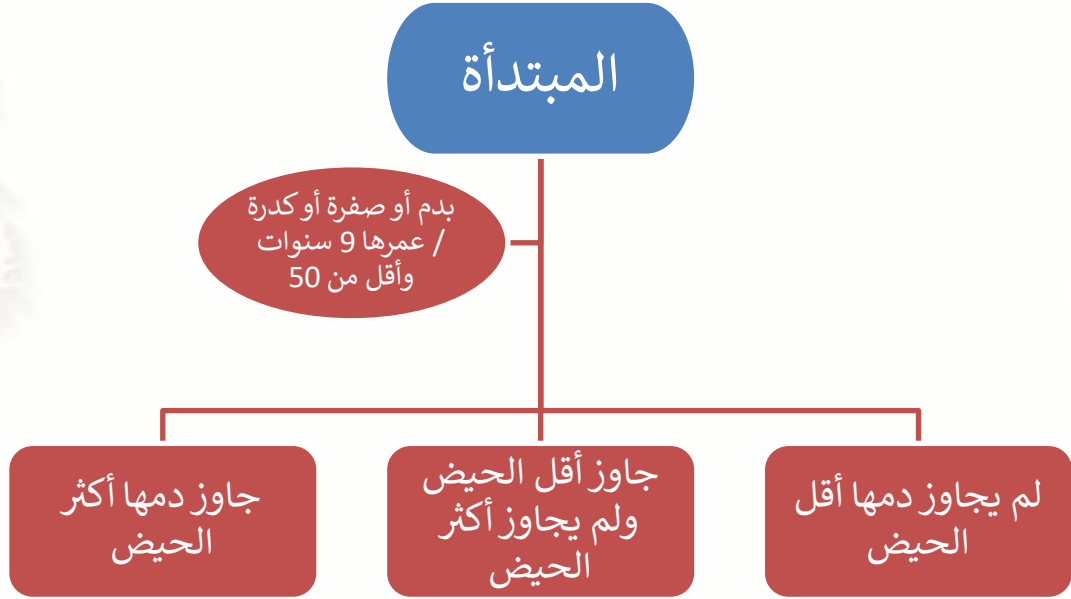 المبتدأة
بدم أو صفرة أو كدرة
/ عمرها 9 سنوات
وأقل من 50
لم يجاوز دمها أقل
الحيض
جاوز أقل الحيض
ولم يجاوز أكثر
الحيض
جاوز دمها أكثر
الحيض